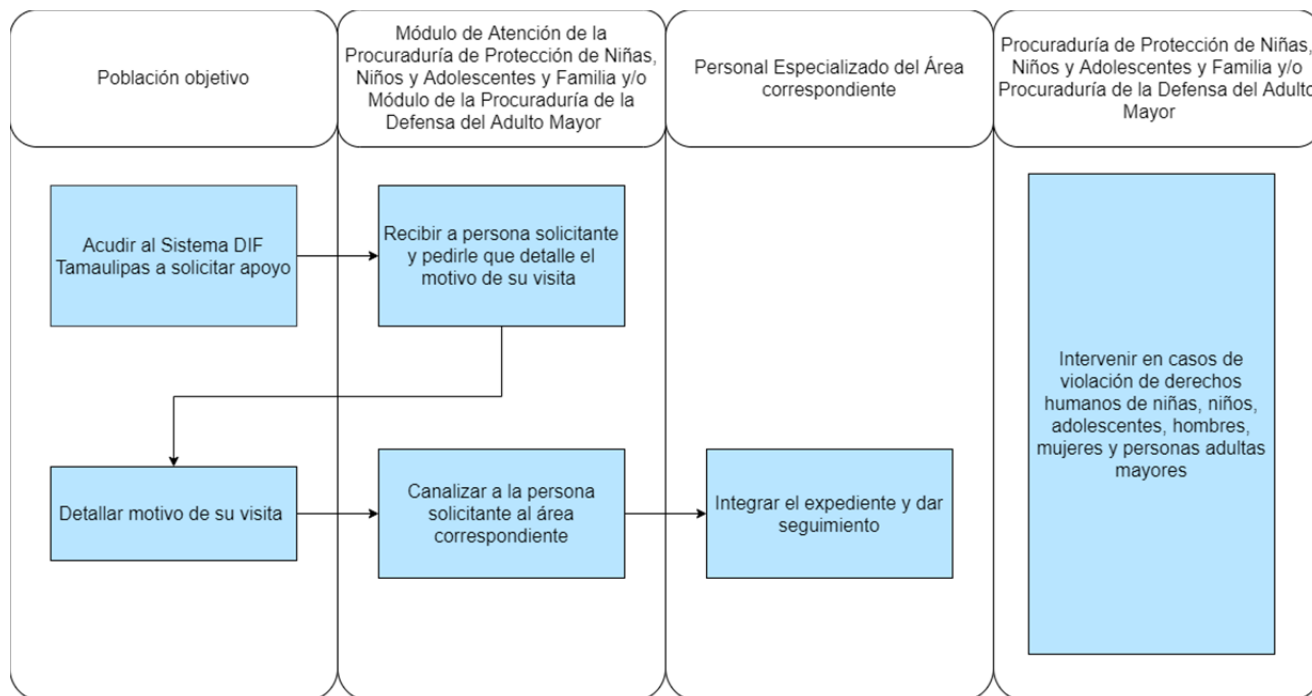 Población objetivo
Módulo de Atención de la
Procuraduría de Protección de Niñas,
Niños y Adolescentes y Familia y/o
Módulo de la Procuraduría de la
Defensa del Adulto Mayor
Personal Especializado del Área
correspondiente
Procuraduría de Protección de Niñas,
Niños y Adolescentes y Familia y/o
Procuraduría de la Defensa del Adulto
Mayor
Acudir al Sistema DIF
Tamaulipas a solicitar apoyo
Recibir a persona solicitante
y pedirle que detalle el
motivo de su visita
Detallar motivo de su visita
Canalizar a la persona
solicitante al área
correspondiente
Integrar el expediente y dar
seguimiento
Intervenir en casos de
violación de derechos
humanos de niñas, niños,
adolescentes, hombres,
mujeres y personas adultas
mayores